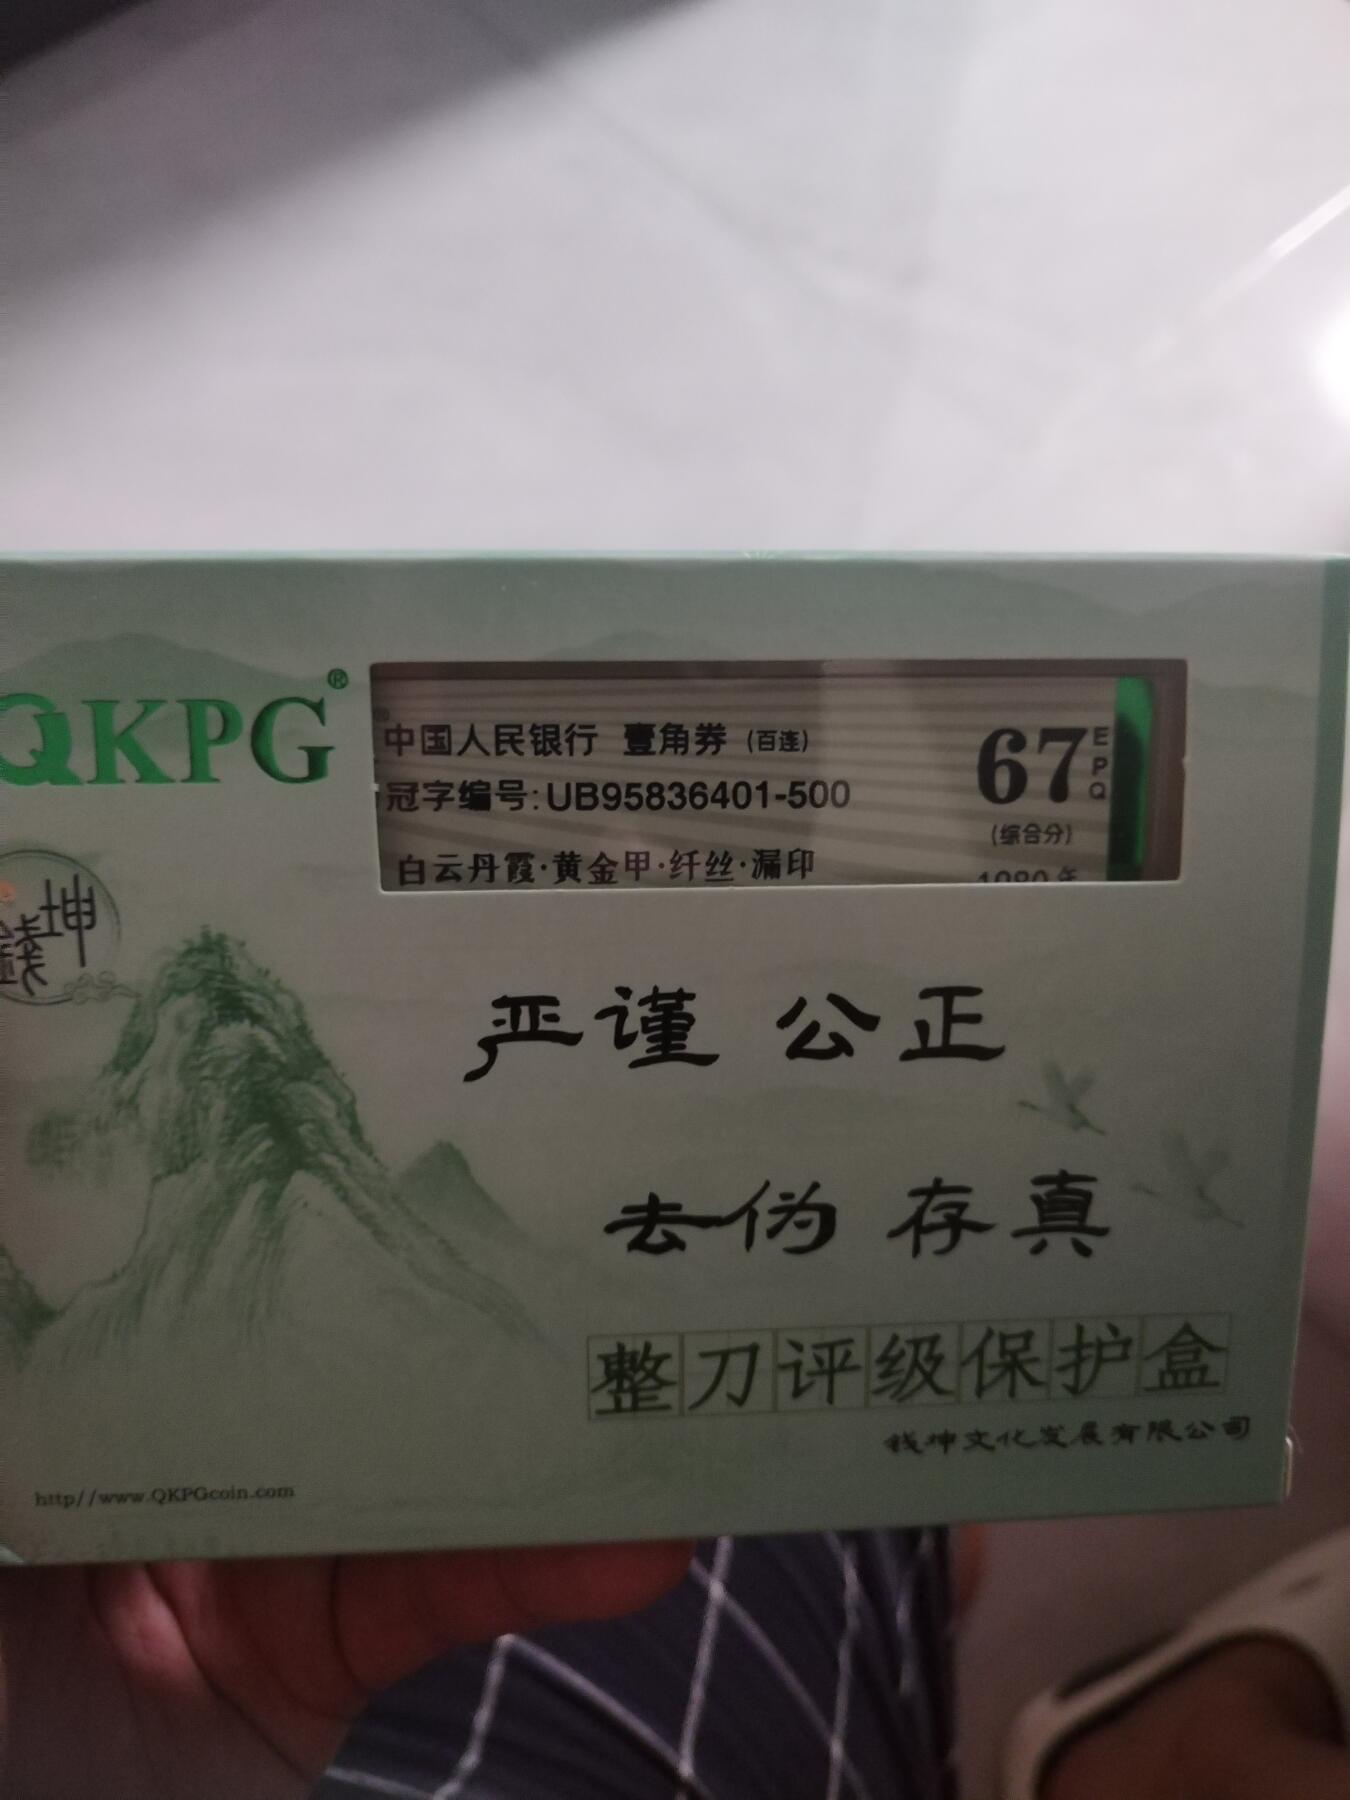 QKPG®
中国人民银行 壹角券 (百连)
冠字编号:UB95836401-500
白云丹霞·黄金甲·纤丝·漏印
67
EPQ
(综合分)
1980 年
钱坤
严谨 公正
去伪 存真
整刀评级保护盒
钱坤文化发展有限公司
http//www.QKPGcoin.com